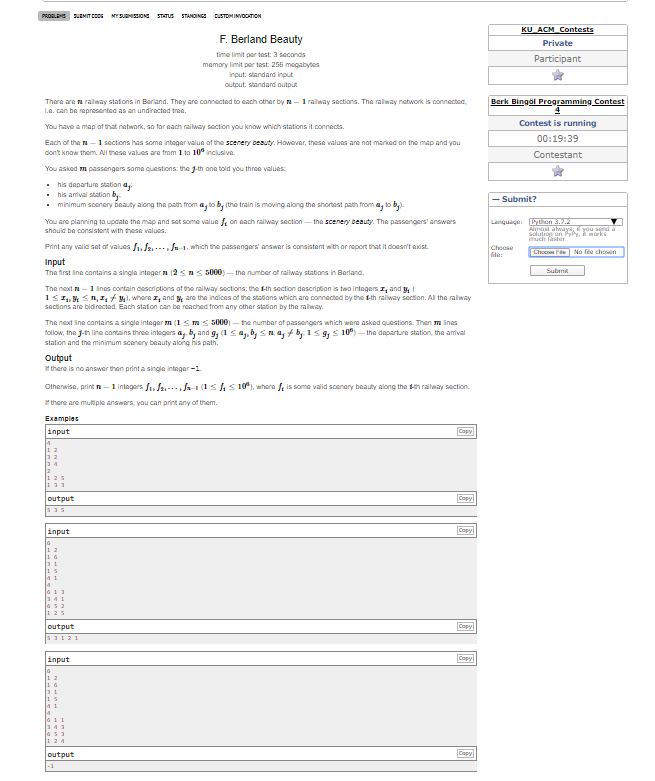 PROBLEMS SUBMIT CODE MY SUBMISSIONS STATUS STANDINGS CUSTOM INVOCATION
F. Berland Beauty
time limit per test: 3 seconds
memory limit per test: 256 megabytes
input: standard input
output: standard output
There are n railway stations in Berland. They are connected to each other by n − 1 railway sections. The railway network is connected,
i.e. can be represented as an undirected tree.
You have a map of that network, so for each railway section you know which stations it connects.
Each of the n − 1 sections has some integer value of the scenery beauty. However, these values are not marked on the map and you
don't know them. All these values are from 1 to 10^6 inclusive.
You asked m passengers some questions: the j-th one told you three values:
• his departure station a_j;
• his arrival station b_j;
• minimum scenery beauty along the path from a_j to b_j (the train is moving along the shortest path from a_j to b_j).
You are planning to update the map and set some value f_i on each railway section — the scenery beauty. The passengers' answers
should be consistent with these values.
Print any valid set of values f_1, f_2, ..., f_{n−1}, which the passengers' answer is consistent with or report that it doesn't exist.
Input
The first line contains a single integer n (2 ≤ n ≤ 5000) — the number of railway stations in Berland.
The next n − 1 lines contain descriptions of the railway sections: the i-th section description is two integers x_i and y_i (
1 ≤ x_i, y_i ≤ n, x_i ≠ y_i), where x_i and y_i are the indices of the stations which are connected by the i-th railway section. All the railway
sections are bidirected. Each station can be reached from any other station by the railway.
The next line contains a single integer m (1 ≤ m ≤ 5000) — the number of passengers which were asked questions. Then m lines
follow, the j-th line contains three integers a_j, b_j and g_j (1 ≤ a_j, b_j ≤ n; a_j ≠ b_j; 1 ≤ g_j ≤ 10^6) — the departure station, the arrival
station and the minimum scenery beauty along his path.
Output
If there is no answer then print a single integer -1.
Otherwise, print n − 1 integers f_1, f_2, ..., f_{n−1} (1 ≤ f_i ≤ 10^6), where f_i is some valid scenery beauty along the i-th railway section.
If there are multiple answers, you can print any of them.
Examples
input Copy
4
1 2
3 2
3 4
2
1 2 5
1 3 3
output Copy
5 3 5
input Copy
6
1 2
1 6
3 1
1 5
4 1
4
6 1 3
3 4 1
6 5 2
1 2 5
output Copy
5 3 1 2 1
input Copy
6
1 2
1 6
3 1
1 5
4 1
4
6 1 1
3 4 3
6 5 3
1 2 4
output Copy
-1
KU_ACM_Contests
Private
Participant
Berk Bingöl Programming Contest
4
Contest is running
00:19:39
Contestant
→ Submit?
Language: Python 3.7.2
Almost always, if you send a
solution on PyPy, it works
much faster
Choose
file: Choose File No file chosen
Submit